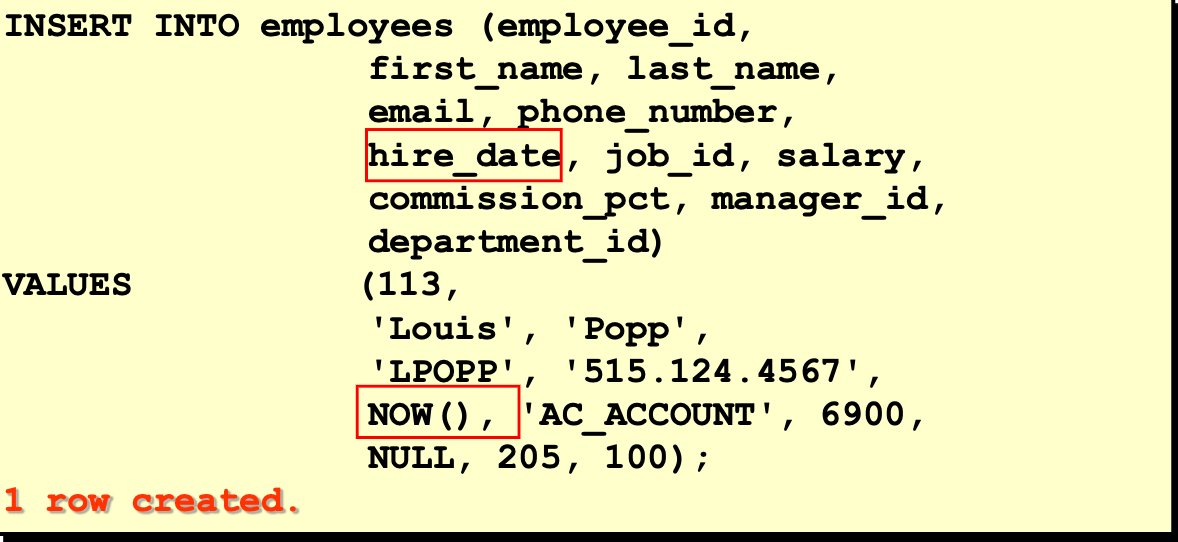 INSERT INTO employees (employee_id,
first_name, last_name,
email, phone_number,
hire_date, job_id, salary,
commission_pct, manager_id,
department_id)
VALUES (113,
'Louis', 'Popp',
'LPOPP', '515.124.4567',
NOW(), 'AC_ACCOUNT', 6900,
NULL, 205, 100);
1 row created.